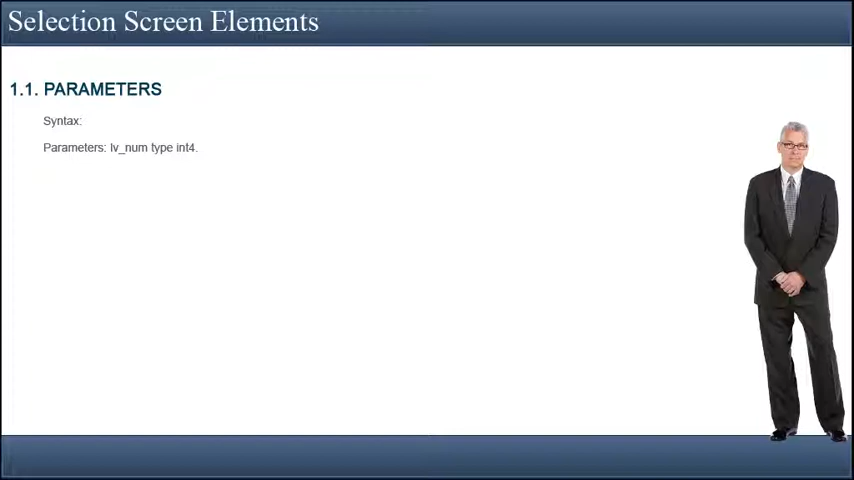 Selection Screen Elements
1.1. PARAMETERS
Syntax:
Parameters: lv_num type int4.